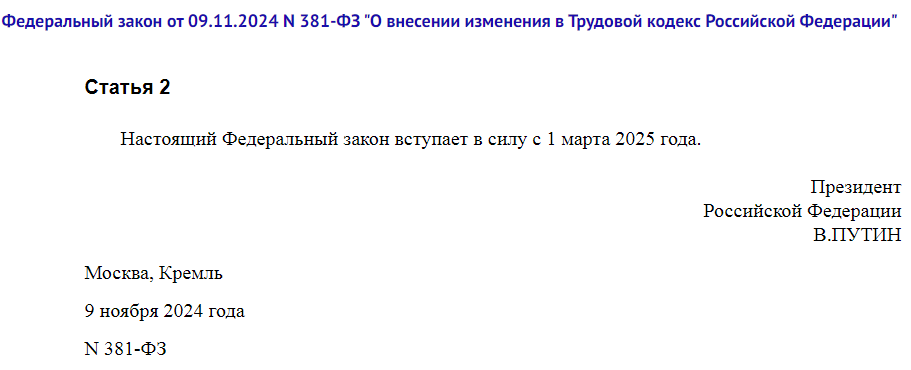 Федеральный закон от 09.11.2024 N 381-ФЗ "О внесении изменения в Трудовой кодекс Российской Федерации"
Статья 2
Настоящий Федеральный закон вступает в силу с 1 марта 2025 года.
Президент
Российской Федерации
В.ПУТИН
Москва, Кремль
9 ноября 2024 года
N 381-ФЗ